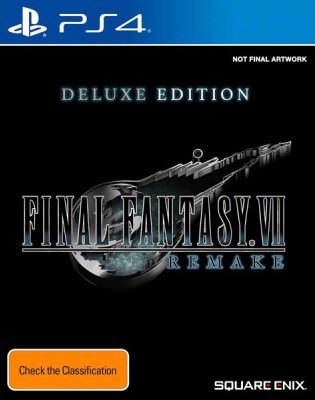 PS4
NOT FINAL ARTWORK
DELUXE EDITION
FINAL FANTASY. VII
REMAKE
Check the Classification
SQUARE ENIX.